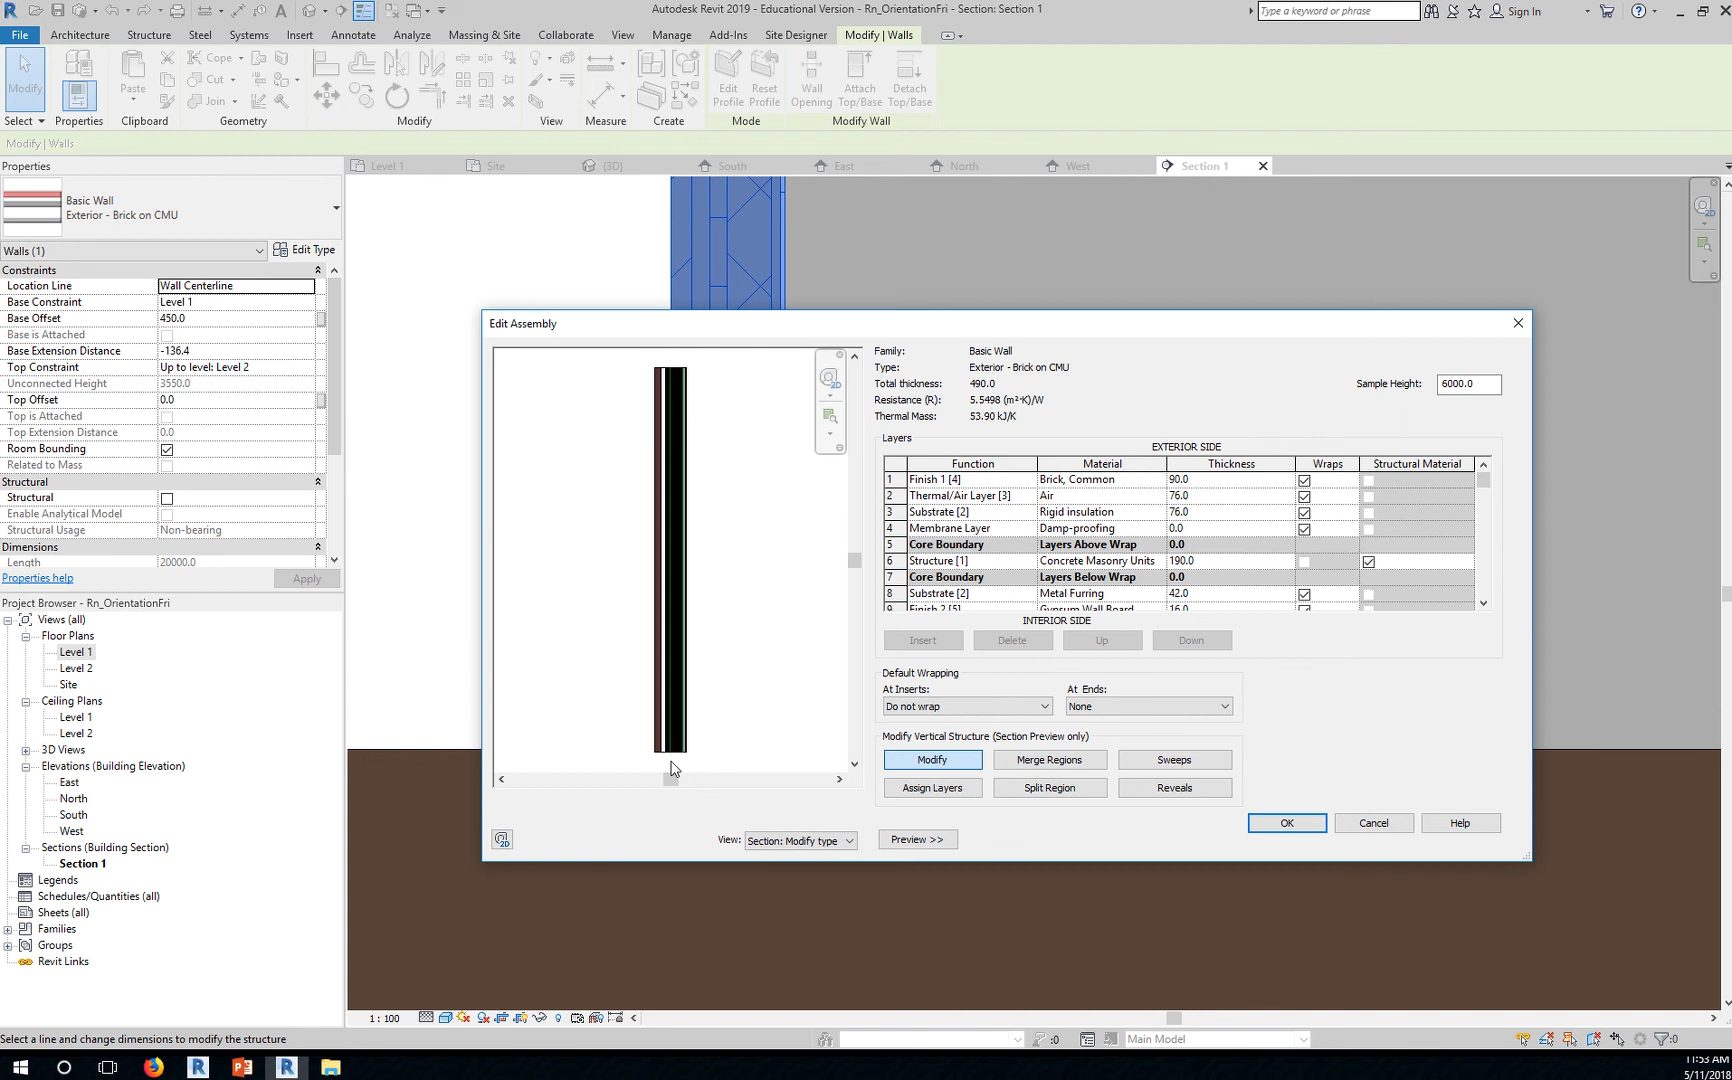 Autodesk Revit 2019 - Educational Version - Rn_OrientationFri - Section: Section 1
Type a keyword or phrase
Sign In
File Architecture Structure Steel Systems Insert Annotate Analyze Massing & Site Collaborate View Manage Add-Ins Site Designer Modify | Walls
Modify Paste Cope Cut Join Edit Profile Reset Profile Wall Opening Attach Top/Base Detach Top/Base
Select Properties Clipboard Geometry Modify View Measure Create Mode Modify Wall
Modify | Walls
Properties
Level 1 Site {3D} South East North West Section 1
Basic Wall
Exterior - Brick on CMU
Walls (1) Edit Type
Constraints
Location Line Wall Centerline
Base Constraint Level 1
Base Offset 450.0
Base is Attached
Base Extension Distance -136.4
Top Constraint Up to level: Level 2
Unconnected Height 3550.0
Top Offset 0.0
Top is Attached
Top Extension Distance 0.0
Room Bounding
Related to Mass
Structural
Structural
Enable Analytical Model
Structural Usage Non-bearing
Dimensions
Length 20000.0
Properties help Apply
Project Browser - Rn_OrientationFri
Views (all)
Floor Plans
Level 1
Level 2
Site
Ceiling Plans
Level 1
Level 2
3D Views
Elevations (Building Elevation)
East
North
South
West
Sections (Building Section)
Section 1
Legends
Schedules/Quantities (all)
Sheets (all)
Families
Groups
Revit Links
Edit Assembly
Family: Basic Wall
Type: Exterior - Brick on CMU
Total thickness: 490.0 Sample Height: 6000.0
Resistance (R): 5.5498 (m²·K)/W
Thermal Mass: 53.90 kJ/K
Layers
EXTERIOR SIDE
Function Material Thickness Wraps Structural Material
1 Finish 1 [4] Brick, Common 90.0
2 Thermal/Air Layer [3] Air 76.0
3 Substrate [2] Rigid insulation 76.0
4 Membrane Layer Damp-proofing 0.0
5 Core Boundary Layers Above Wrap 0.0
6 Structure [1] Concrete Masonry Units 190.0
7 Core Boundary Layers Below Wrap 0.0
8 Substrate [2] Metal Furring 42.0
9 Finish 2 [5] Gypsum Wall Board 16.0
INTERIOR SIDE
Insert Delete Up Down
Default Wrapping
At Inserts: At Ends:
Do not wrap None
Modify Vertical Structure (Section Preview only)
Modify Merge Regions Sweeps
Assign Layers Split Region Reveals
OK Cancel Help
View: Section: Modify type Preview >>
2D
2D
2D
1 : 100
Select a line and change dimensions to modify the structure
:0 Main Model :0
11:53 AM
5/11/2018